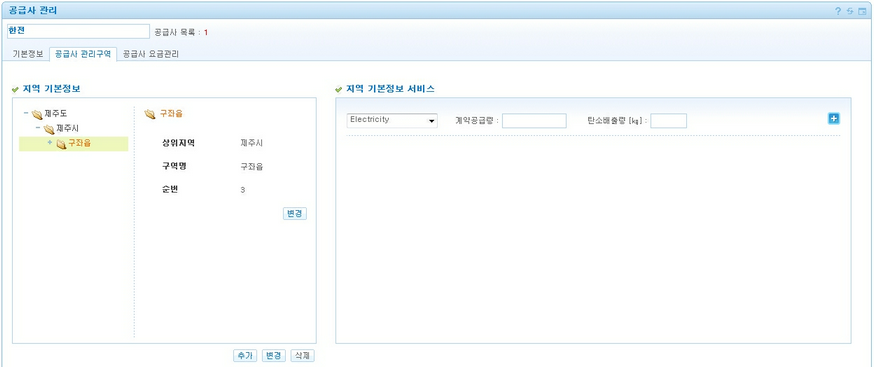 공급사 관리
한전
공급사 목록 : 1
기본정보 공급사 관리구역 공급사 요금관리
지역 기본정보
제주도
제주시
구좌읍
구좌읍
상위지역 제주시
구역명 구좌읍
순번 3
변경
추가 변경 삭제
지역 기본정보 서비스
Electricity 계약공급량 : 탄소배출량 [kg] :